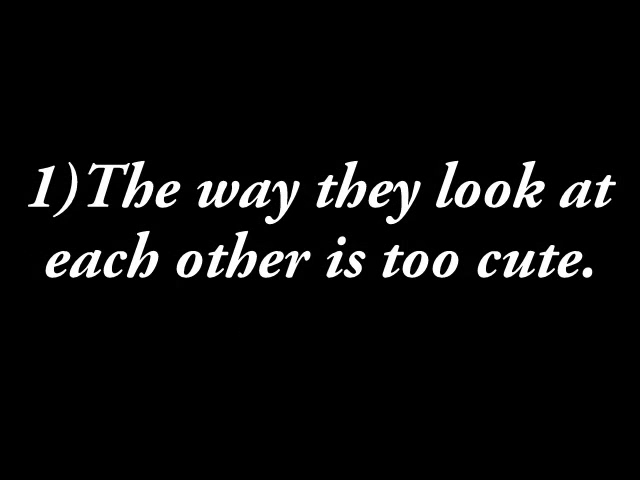 1)The way they look at
each other is too cute.